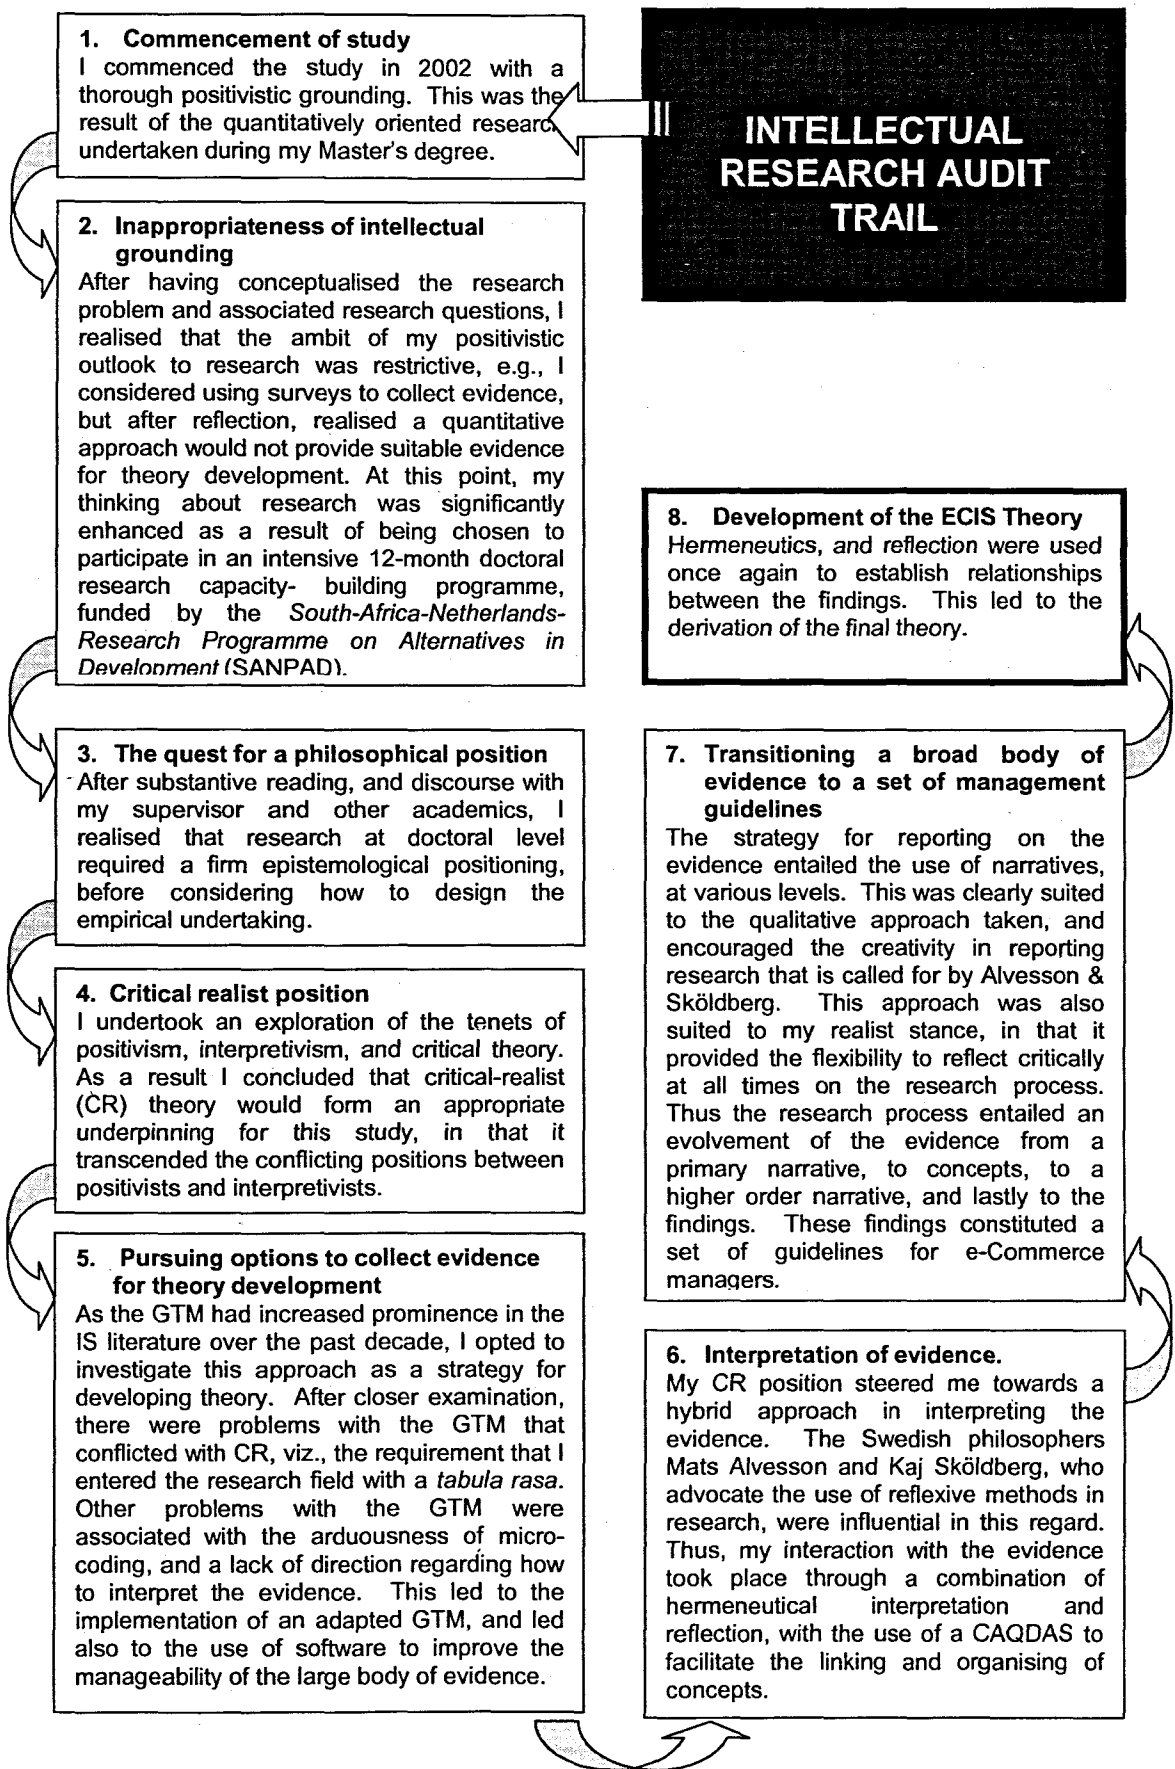 INTELLECTUAL
RESEARCH AUDIT
TRAIL
1. Commencement of study
I commenced the study in 2002 with a
thorough positivistic grounding. This was the
result of the quantitatively oriented research
undertaken during my Master's degree.
2. Inappropriateness of intellectual
grounding
After having conceptualised the research
problem and associated research questions, I
realised that the ambit of my positivistic
outlook to research was restrictive, e.g., I
considered using surveys to collect evidence,
but after reflection, realised a quantitative
approach would not provide suitable evidence
for theory development. At this point, my
thinking about research was significantly
enhanced as a result of being chosen to
participate in an intensive 12-month doctoral
research capacity- building programme,
funded by the South-Africa-Netherlands-
Research Programme on Alternatives in
Development (SANPAD).
3. The quest for a philosophical position
After substantive reading, and discourse with
my supervisor and other academics, I
realised that research at doctoral level
required a firm epistemological positioning,
before considering how to design the
empirical undertaking.
4. Critical realist position
I undertook an exploration of the tenets of
positivism, interpretivism, and critical theory.
As a result I concluded that critical-realist
(CR) theory would form an appropriate
underpinning for this study, in that it
transcended the conflicting positions between
positivists and interpretivists.
5. Pursuing options to collect evidence
for theory development
As the GTM had increased prominence in the
IS literature over the past decade, I opted to
investigate this approach as a strategy for
developing theory. After closer examination,
there were problems with the GTM that
conflicted with CR, viz., the requirement that I
entered the research field with a tabula rasa.
Other problems with the GTM were
associated with the arduousness of micro-
coding, and a lack of direction regarding how
to interpret the evidence. This led to the
implementation of an adapted GTM, and led
also to the use of software to improve the
manageability of the large body of evidence.
6. Interpretation of evidence.
My CR position steered me towards a
hybrid approach in interpreting the
evidence. The Swedish philosophers
Mats Alvesson and Kaj Sköldberg, who
advocate the use of reflexive methods in
research, were influential in this regard.
Thus, my interaction with the evidence
took place through a combination of
hermeneutical interpretation and
reflection, with the use of a CAQDAS to
facilitate the linking and organising of
concepts.
7. Transitioning a broad body of
evidence to a set of management
guidelines
The strategy for reporting on the
evidence entailed the use of narratives,
at various levels. This was clearly suited
to the qualitative approach taken, and
encouraged the creativity in reporting
research that is called for by Alvesson &
Sköldberg. This approach was also
suited to my realist stance, in that it
provided the flexibility to reflect critically
at all times on the research process.
Thus the research process entailed an
evolvement of the evidence from a
primary narrative, to concepts, to a
higher order narrative, and lastly to the
findings. These findings constituted a
set of guidelines for e-Commerce
managers.
8. Development of the ECIS Theory
Hermeneutics, and reflection were used
once again to establish relationships
between the findings. This led to the
derivation of the final theory.